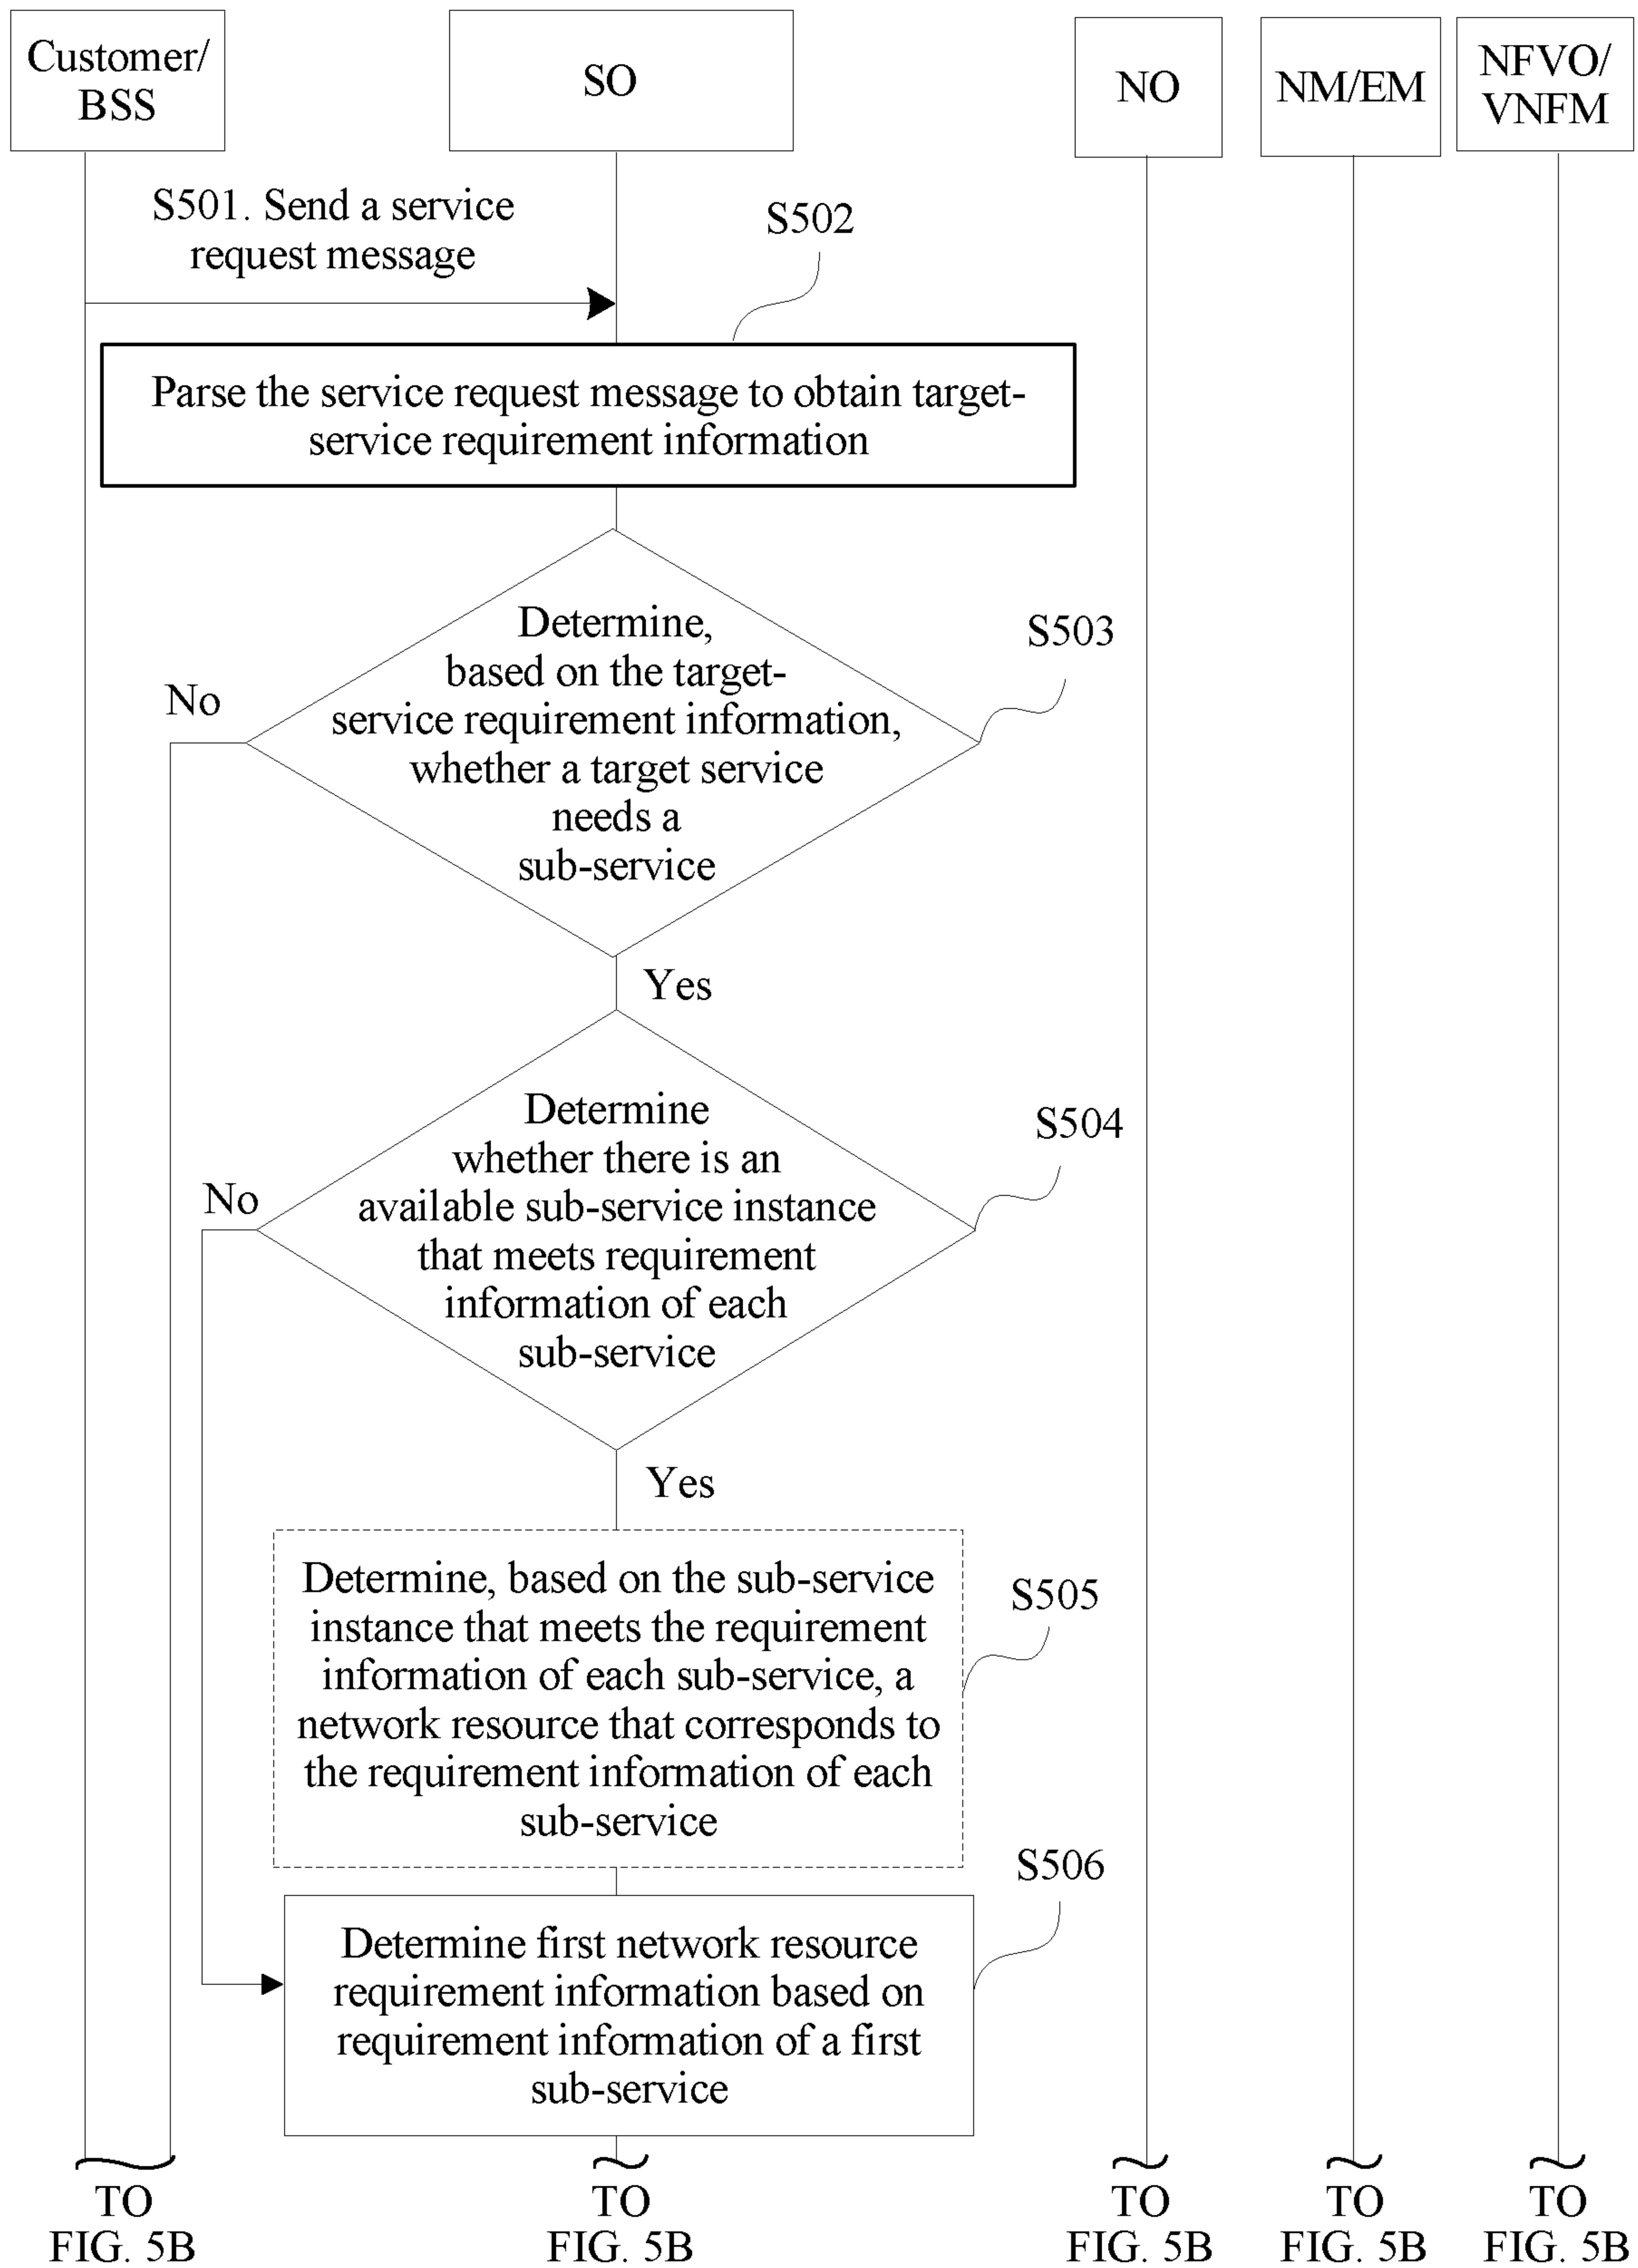 Customer/
BSS
SO
NO
NM/EM
NFVO/
VNFM
S501. Send a service
request message
S502
Parse the service request message to obtain target-
service requirement information
Determine,
based on the target-
service requirement information,
whether a target service
needs a
sub-service
S503
No
Yes
Determine
whether there is an
available sub-service instance
that meets requirement
information of each
sub-service
S504
No
Yes
Determine, based on the sub-service
instance that meets the requirement
information of each sub-service, a
network resource that corresponds to
the requirement information of each
sub-service
S505
S506
Determine first network resource
requirement information based on
requirement information of a first
sub-service
TO
FIG. 5B
TO
FIG. 5B
TO
FIG. 5B
TO
FIG. 5B
TO
FIG. 5B